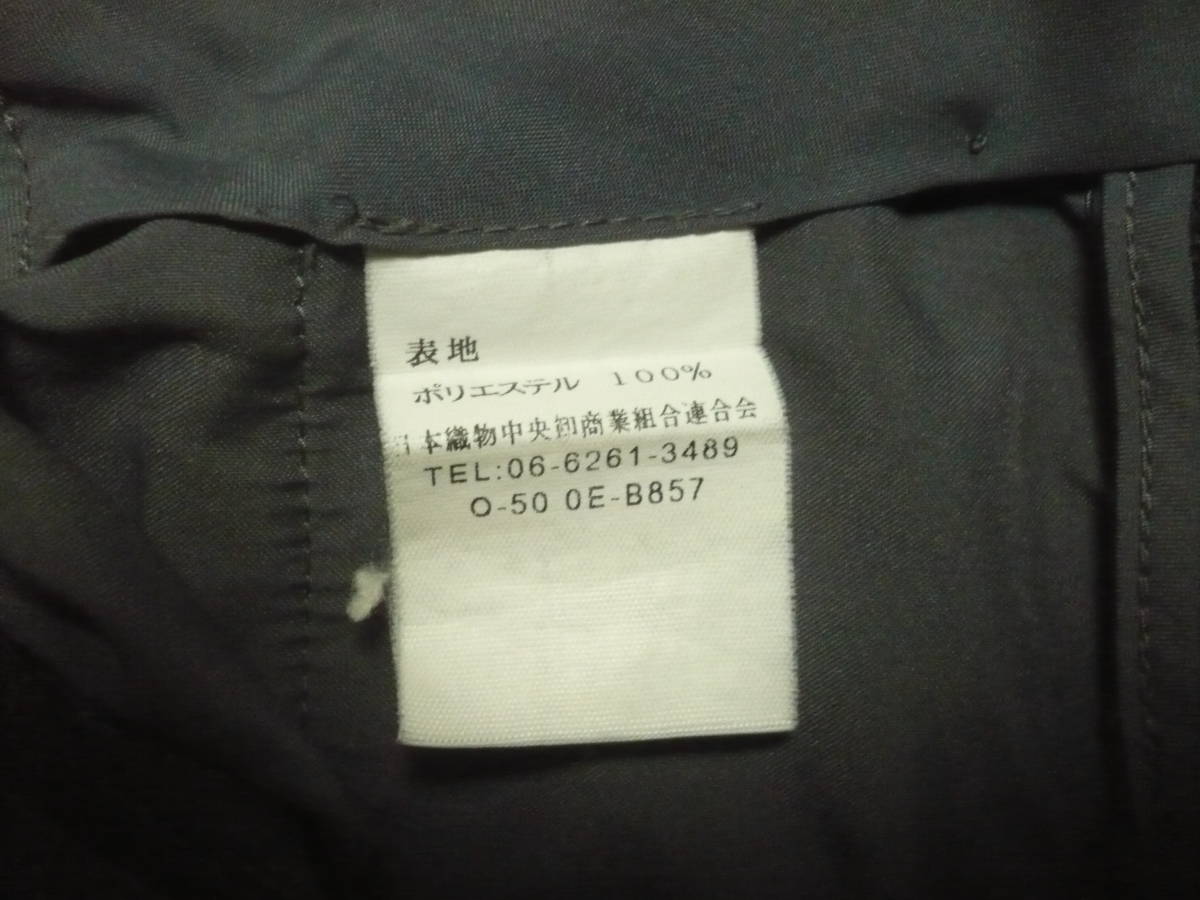 表地
ポリエステル 100%
日本織物中央卸商業組合連合会
TEL:06-6261-3489
O-50 0E-B857